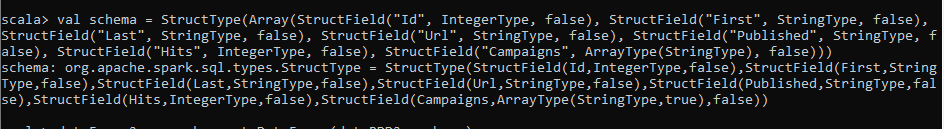 scala> val schema = StructType(Array(StructField("Id", IntegerType, false), StructField("First", StringType, false),
StructField("Last", StringType, false), StructField("Url", StringType, false), StructField("Published", StringType, f
alse), StructField("Hits", IntegerType, false), StructField("Campaigns", ArrayType(StringType), false)))
schema: org.apache.spark.sql.types.StructType = StructType(StructField(Id,IntegerType,false),StructField(First,String
Type,false),StructField(Last,StringType,false),StructField(Url,StringType,false),StructField(Published,StringType,fal
se),StructField(Hits,IntegerType,false),StructField(Campaigns,ArrayType(StringType,true),false))